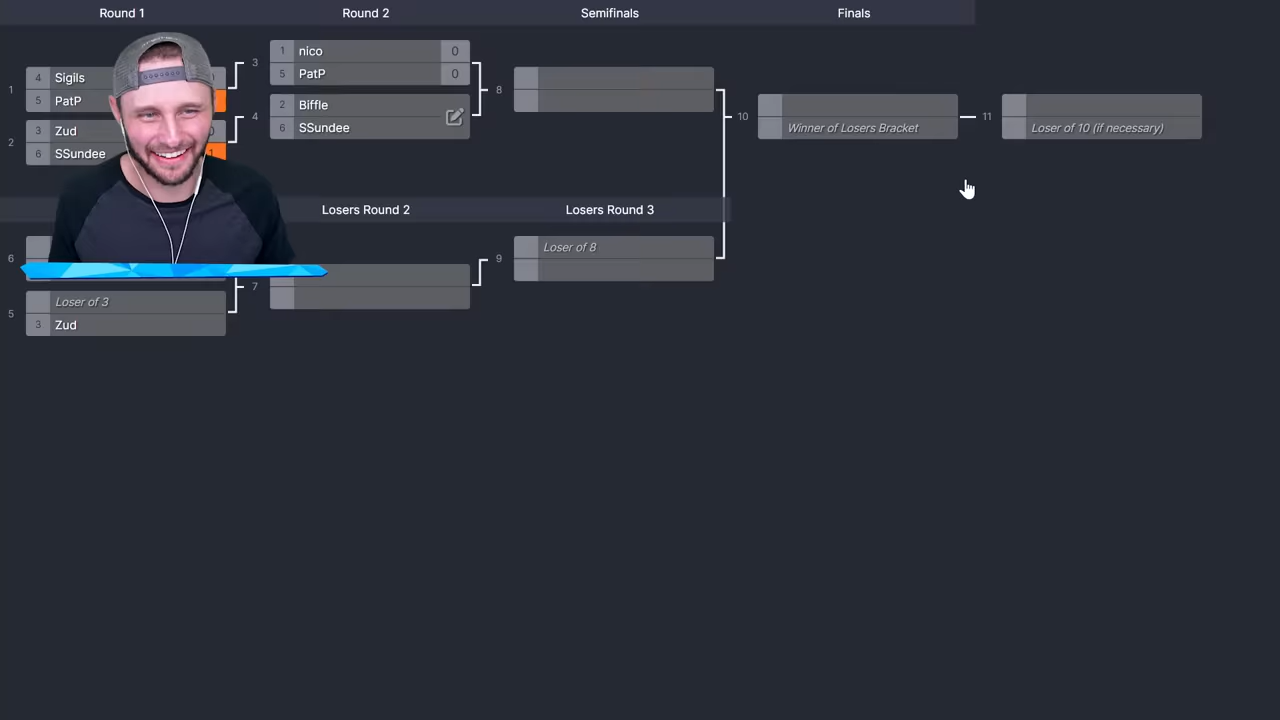 Round 1
Round 2
Semifinals
Finals
1
4 Sigils
5 PatP
2
3 Zud 0
6 SSundee 1
3
1 nico 0
5 PatP 0
4
2 Biffle
6 SSundee
8
10
Winner of Losers Bracket
11
Loser of 10 (if necessary)
Losers Round 2
Losers Round 3
6
5
Loser of 3
3 Zud
7
9
Loser of 8